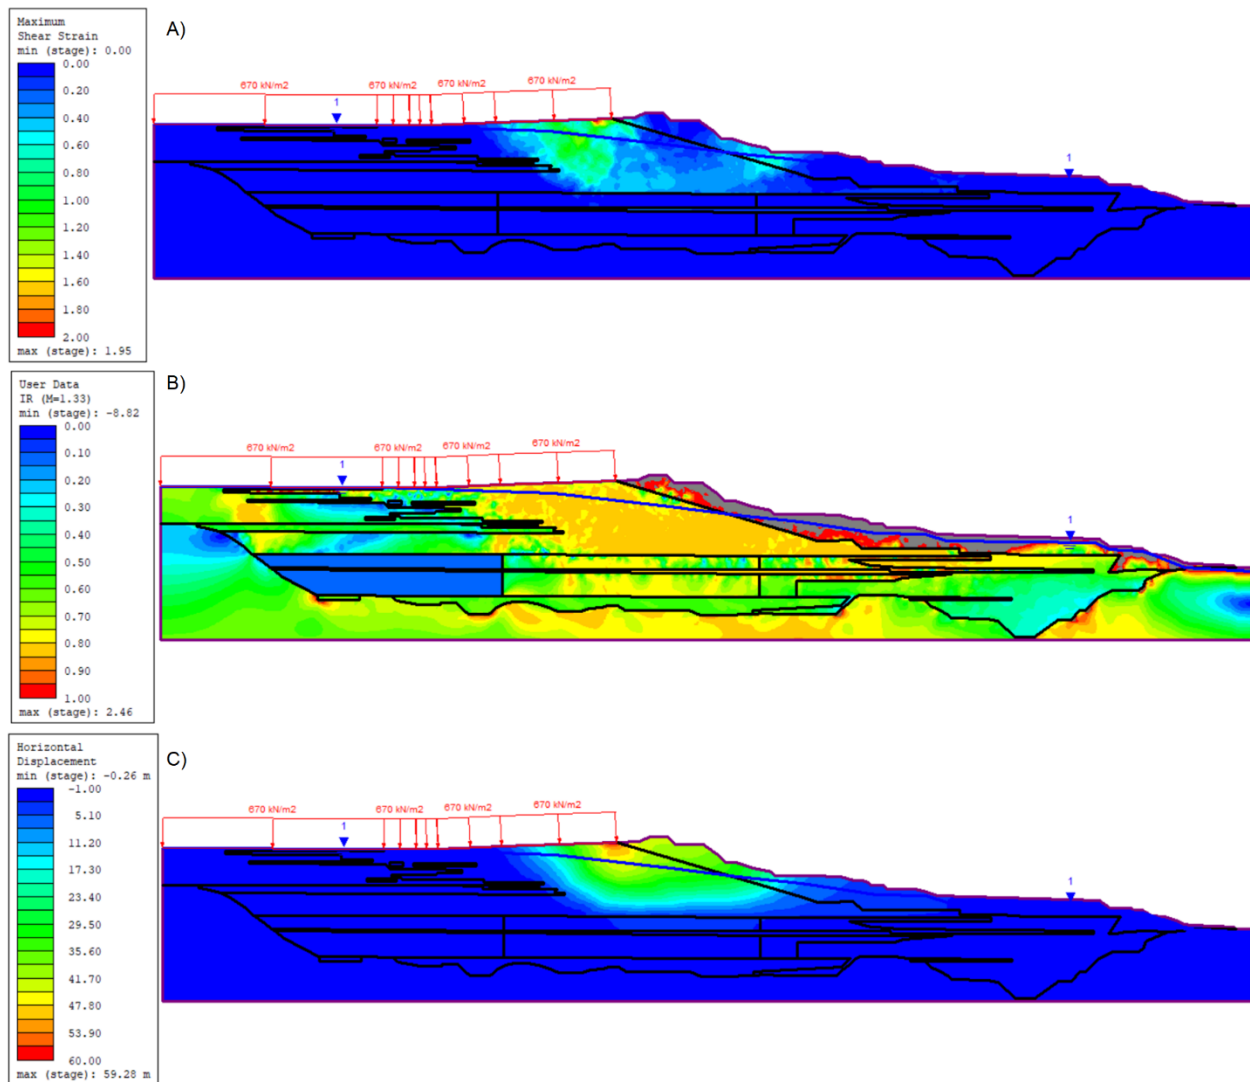 A)
Maximum
Shear Strain
min (stage): 0.00
0.00
0.20
0.40
0.60
0.80
1.00
1.20
1.40
1.60
1.80
2.00
max (stage): 1.95
670 kN/m2
670 kN/m2
670 kN/m2
670 kN/m2
1
1
B)
User Data
IR (M=1.33)
min (stage): -8.82
0.00
0.10
0.20
0.30
0.40
0.50
0.60
0.70
0.80
0.90
1.00
max (stage): 2.46
670 kN/m2
670 kN/m2
670 kN/m2
670 kN/m2
1
1
C)
Horizontal
Displacement
min (stage): -0.26 m
-1.00
5.10
11.20
17.30
23.40
29.50
35.60
41.70
47.80
53.90
60.00
max (stage): 59.28 m
670 kN/m2
670 kN/m2
670 kN/m2
670 kN/m2
1
1